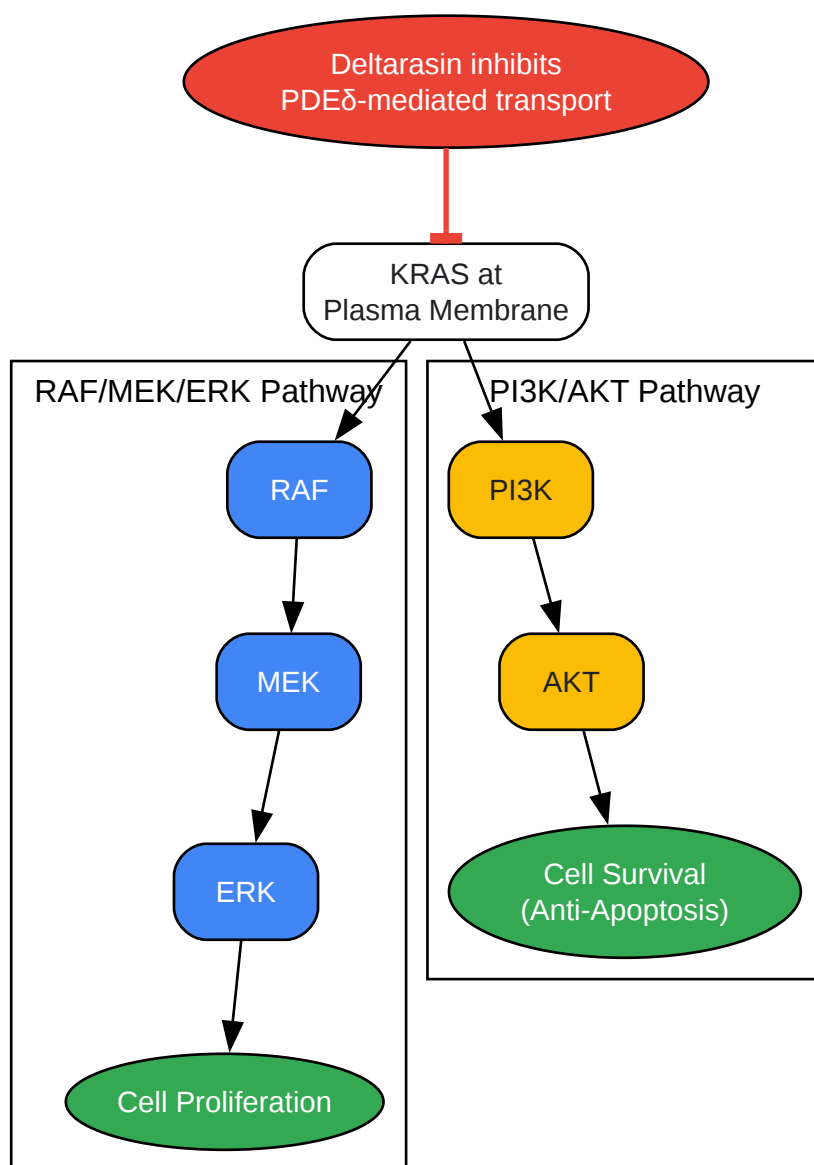 Deltarasin inhibits
PDEδ-mediated transport
KRAS at
Plasma Membrane
RAF/MEK/ERK Pathway
RAF
MEK
ERK
Cell Proliferation
PI3K/AKT Pathway
PI3K
AKT
Cell Survival
(Anti-Apoptosis)